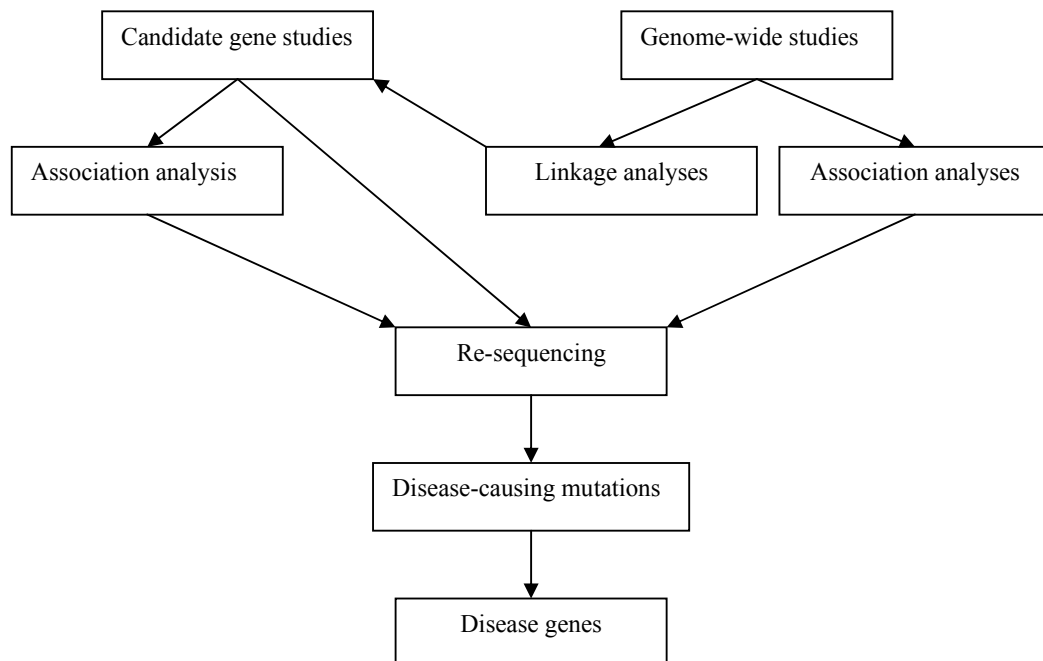 Candidate gene studies
Genome-wide studies
Association analysis
Linkage analyses
Association analyses
Re-sequencing
Disease-causing mutations
Disease genes